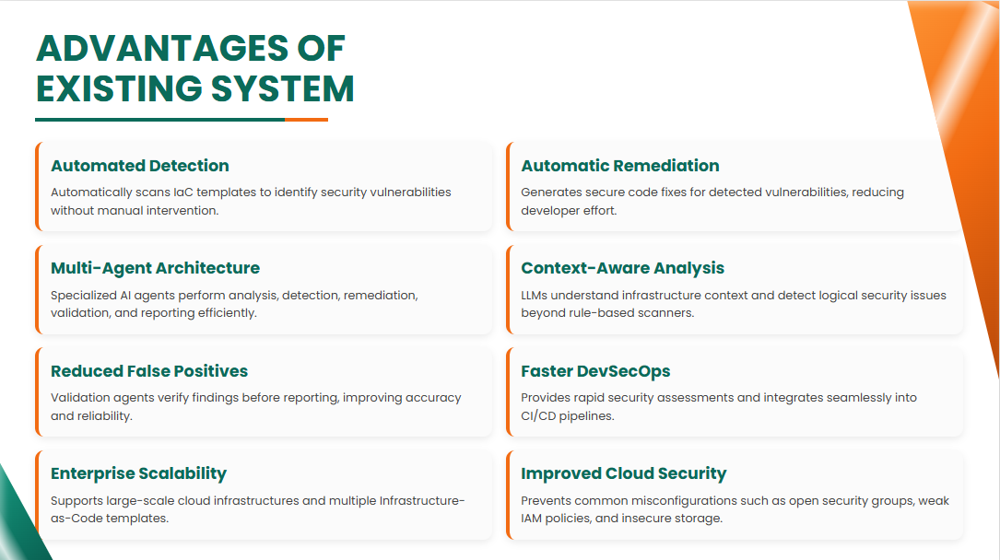 ADVANTAGES OF
EXISTING SYSTEM
Automated Detection
Automatically scans IaC templates to identify security vulnerabilities
without manual intervention.
Automatic Remediation
Generates secure code fixes for detected vulnerabilities, reducing
developer effort.
Multi-Agent Architecture
Specialized AI agents perform analysis, detection, remediation,
validation, and reporting efficiently.
Context-Aware Analysis
LLMs understand infrastructure context and detect logical security issues
beyond rule-based scanners.
Reduced False Positives
Validation agents verify findings before reporting, improving accuracy
and reliability.
Faster DevSecOps
Provides rapid security assessments and integrates seamlessly into
CI/CD pipelines.
Enterprise Scalability
Supports large-scale cloud infrastructures and multiple Infrastructure-
as-Code templates.
Improved Cloud Security
Prevents common misconfigurations such as open security groups, weak
IAM policies, and insecure storage.